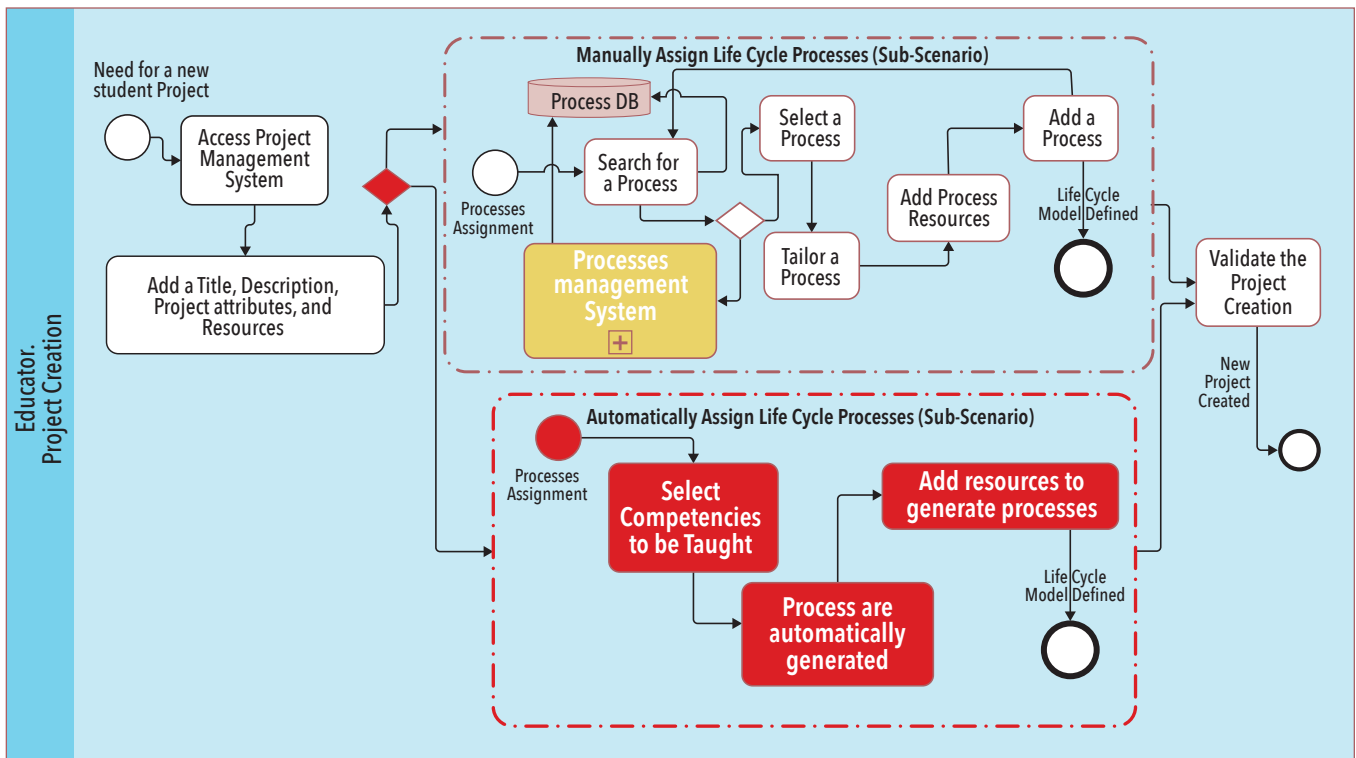 Educator.
Project Creation
Need for a new
student Project
Access Project
Management
System
Add a Title, Description,
Project attributes, and
Resources
Manually Assign Life Cycle Processes (Sub-Scenario)
Process DB
Processes
Assignment
Search for
a Process
Processes
management
System
Select a
Process
Tailor a
Process
Add Process
Resources
Add a
Process
Life Cycle
Model Defined
Automatically Assign Life Cycle Processes (Sub-Scenario)
Processes
Assignment
Select
Competencies
to be Taught
Process are
automatically
generated
Add resources to
generate processes
Life Cycle
Model Defined
Validate the
Project
Creation
New
Project
Created